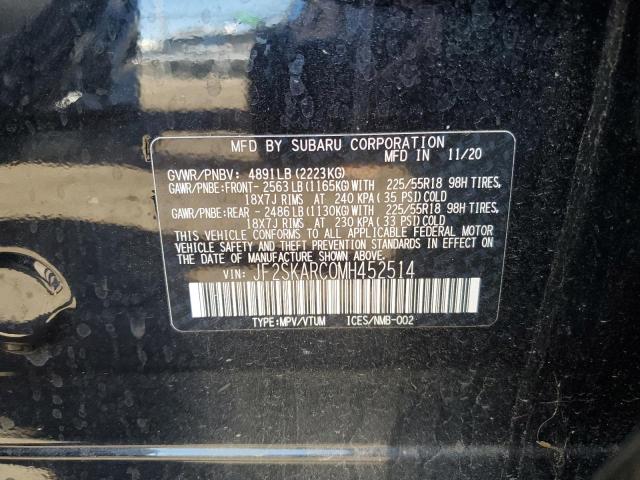 MFD BY SUBARU CORPORATION
MFD IN 11/20
GVWR/PNBV: 4891LB(2223KG)
GAWR/PNBE:FRONT- 2563LB(1165KG)WITH 225/55R18 98H TIRES,
18X7J RIMS AT 240 KPA(35 PSI)COLD
GAWR/PNBE:REAR - 2486LB(1130KG)WITH 225/55R18 98H TIRES,
18X7J RIMS AT 230 KPA(33 PSI)COLD
THIS VEHICLE CONFORMS TO ALL APPLICABLE FEDERAL MOTOR
VEHICLE SAFETY AND THEFT PREVENTION STANDARDS IN EFFECT ON
THE DATE OF MANUFACTURE SHOWN ABOVE.
VIN: JF2SKARC0MH452514
TYPE:MPV/VTUM ICES/NMB-002